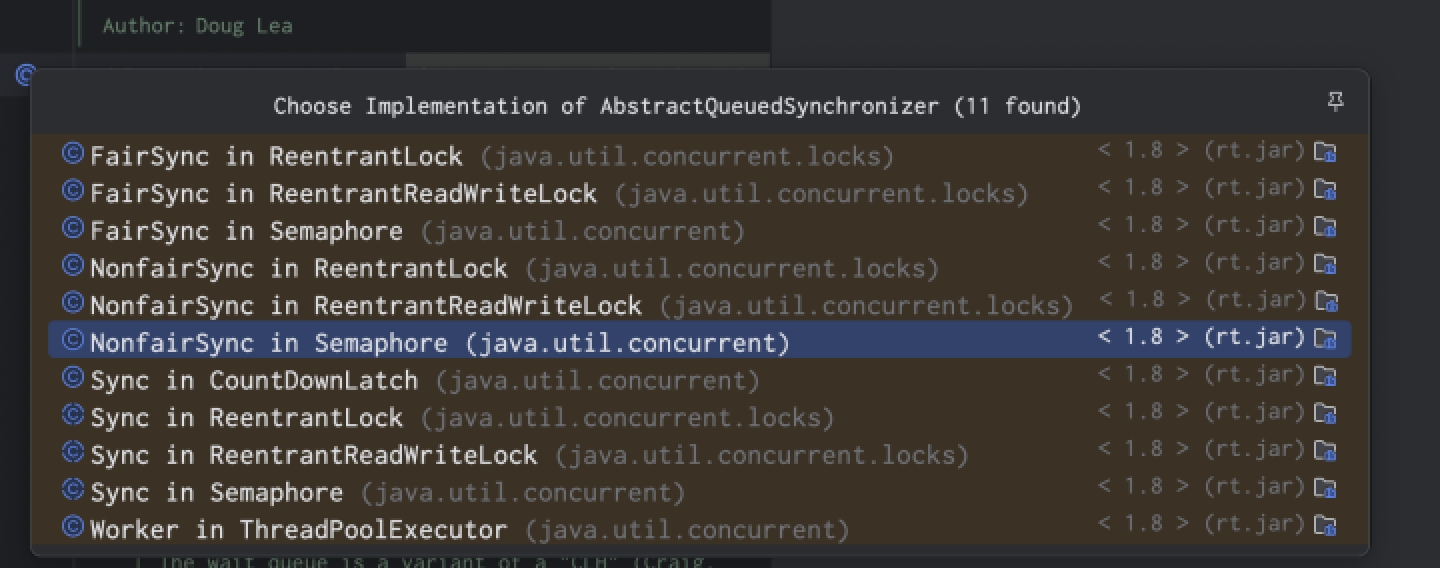 Author: Doug Lea
Choose Implementation of AbstractQueuedSynchronizer (11 found)
FairSync in ReentrantLock (java.util.concurrent.locks) < 1.8 > (rt.jar)
FairSync in ReentrantReadWriteLock (java.util.concurrent.locks) < 1.8 > (rt.jar)
FairSync in Semaphore (java.util.concurrent) < 1.8 > (rt.jar)
NonfairSync in ReentrantLock (java.util.concurrent.locks) < 1.8 > (rt.jar)
NonfairSync in ReentrantReadWriteLock (java.util.concurrent.locks) < 1.8 > (rt.jar)
NonfairSync in Semaphore (java.util.concurrent) < 1.8 > (rt.jar)
Sync in CountDownLatch (java.util.concurrent) < 1.8 > (rt.jar)
Sync in ReentrantLock (java.util.concurrent.locks) < 1.8 > (rt.jar)
Sync in ReentrantReadWriteLock (java.util.concurrent.locks) < 1.8 > (rt.jar)
Sync in Semaphore (java.util.concurrent) < 1.8 > (rt.jar)
Worker in ThreadPoolExecutor (java.util.concurrent) < 1.8 > (rt.jar)
The wait queue is a variant of a "CLH" (Craig,